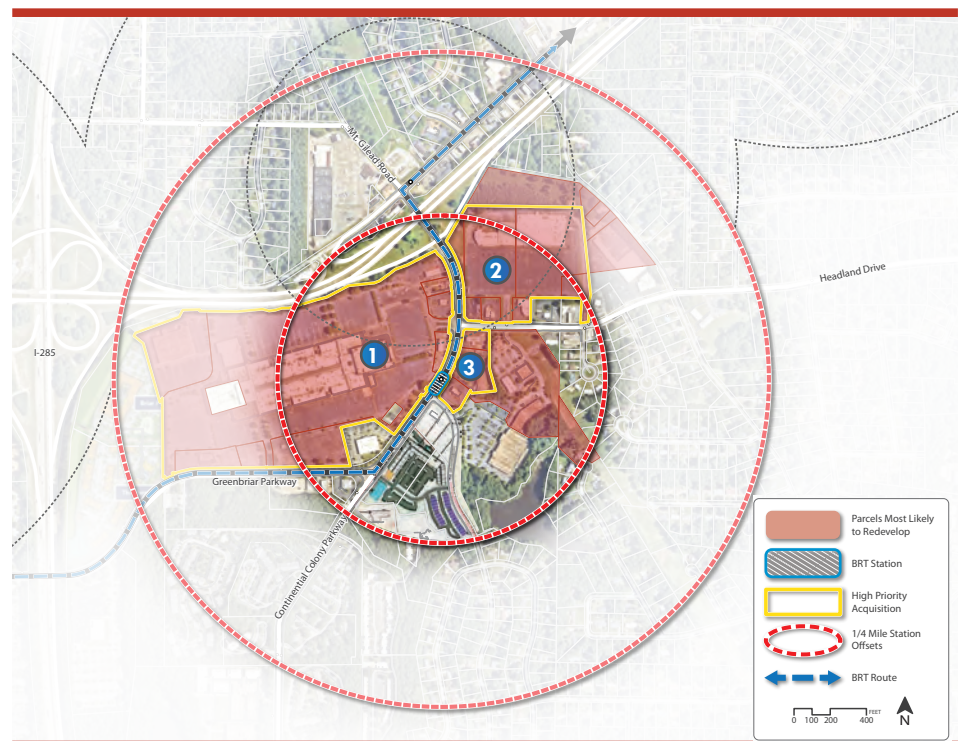 Mt. Gilead Road
Headland Drive
I-285
1
2
3
Greenbriar Parkway
Continential Colony Parkway
Parcels Most Likely
to Redevelop
BRT Station
High Priority
Acquisition
1/4 Mile Station
Offsets
BRT Route
FEET
0 100 200 400
N